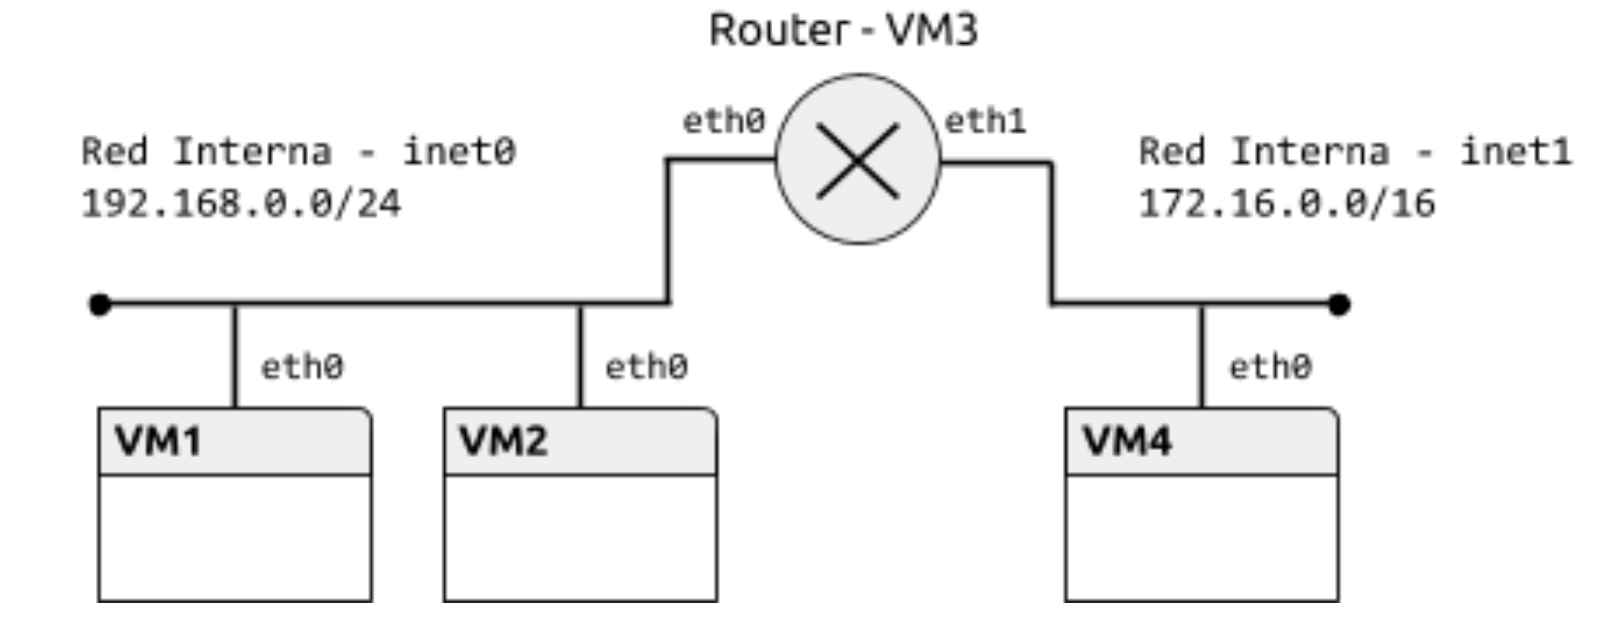 Router - VM3
eth0
eth1
Red Interna - inet0
192.168.0.0/24
Red Interna - inet1
172.16.0.0/16
eth0
eth0
eth0
VM1
VM2
VM4